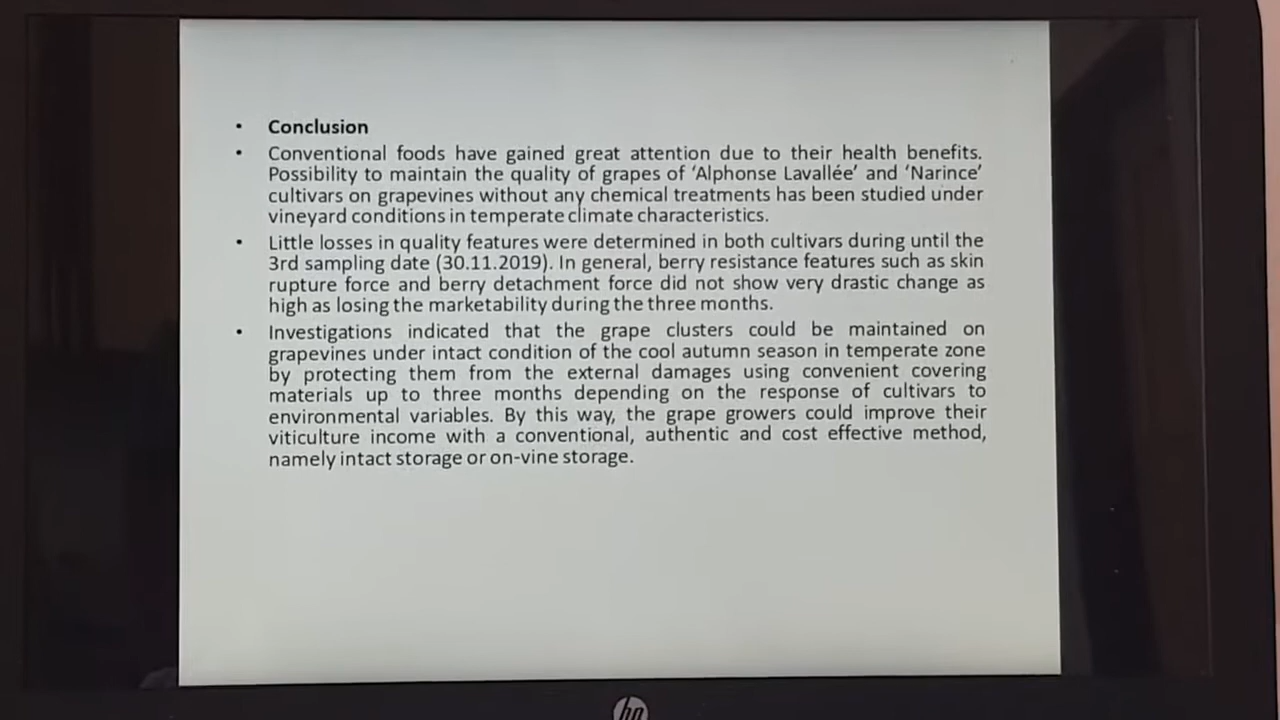 • Conclusion
• Conventional foods have gained great attention due to their health benefits.
Possibility to maintain the quality of grapes of ‘Alphonse Lavallée’ and ‘Narince’
cultivars on grapevines without any chemical treatments has been studied under
vineyard conditions in temperate climate characteristics.
• Little losses in quality features were determined in both cultivars during until the
3rd sampling date (30.11.2019). In general, berry resistance features such as skin
rupture force and berry detachment force did not show very drastic change as
high as losing the marketability during the three months.
• Investigations indicated that the grape clusters could be maintained on
grapevines under intact condition of the cool autumn season in temperate zone
by protecting them from the external damages using convenient covering
materials up to three months depending on the response of cultivars to
environmental variables. By this way, the grape growers could improve their
viticulture income with a conventional, authentic and cost effective method,
namely intact storage or on-vine storage.
hp